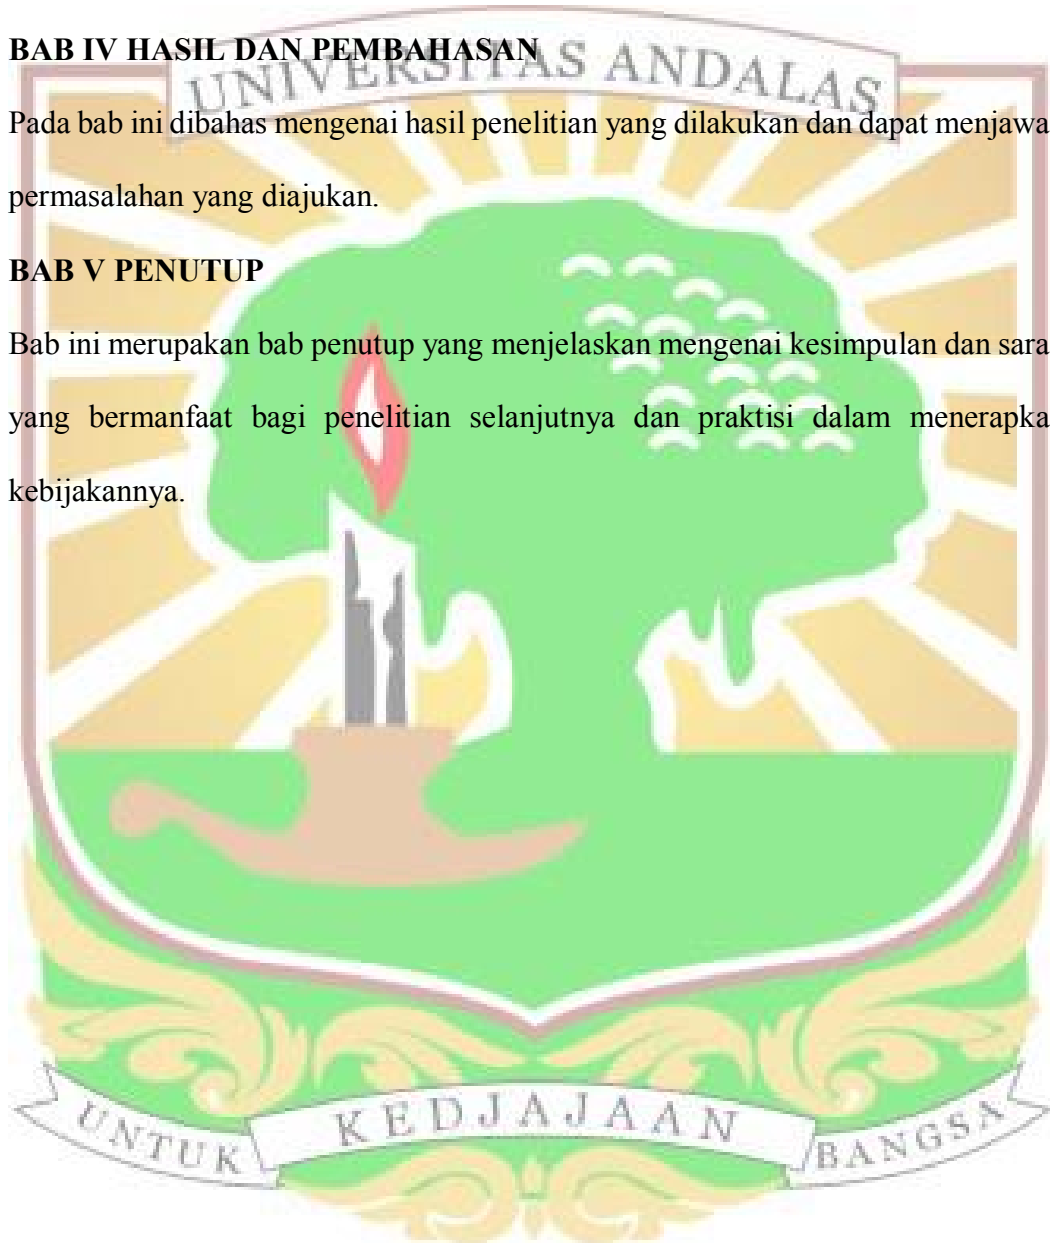 BAB IV HASIL DAN PEMBAHASAN
UNIVERSITAS ANDALAS
Pada bab ini dibahas mengenai hasil penelitian yang dilakukan dan dapat menjawa
permasalahan yang diajukan.
BAB V PENUTUP
Bab ini merupakan bab penutup yang menjelaskan mengenai kesimpulan dan sara
yang bermanfaat bagi penelitian selanjutnya dan praktisi dalam menerapka
kebijakannya.
UNTUK KEDJAJAAN BANGSA